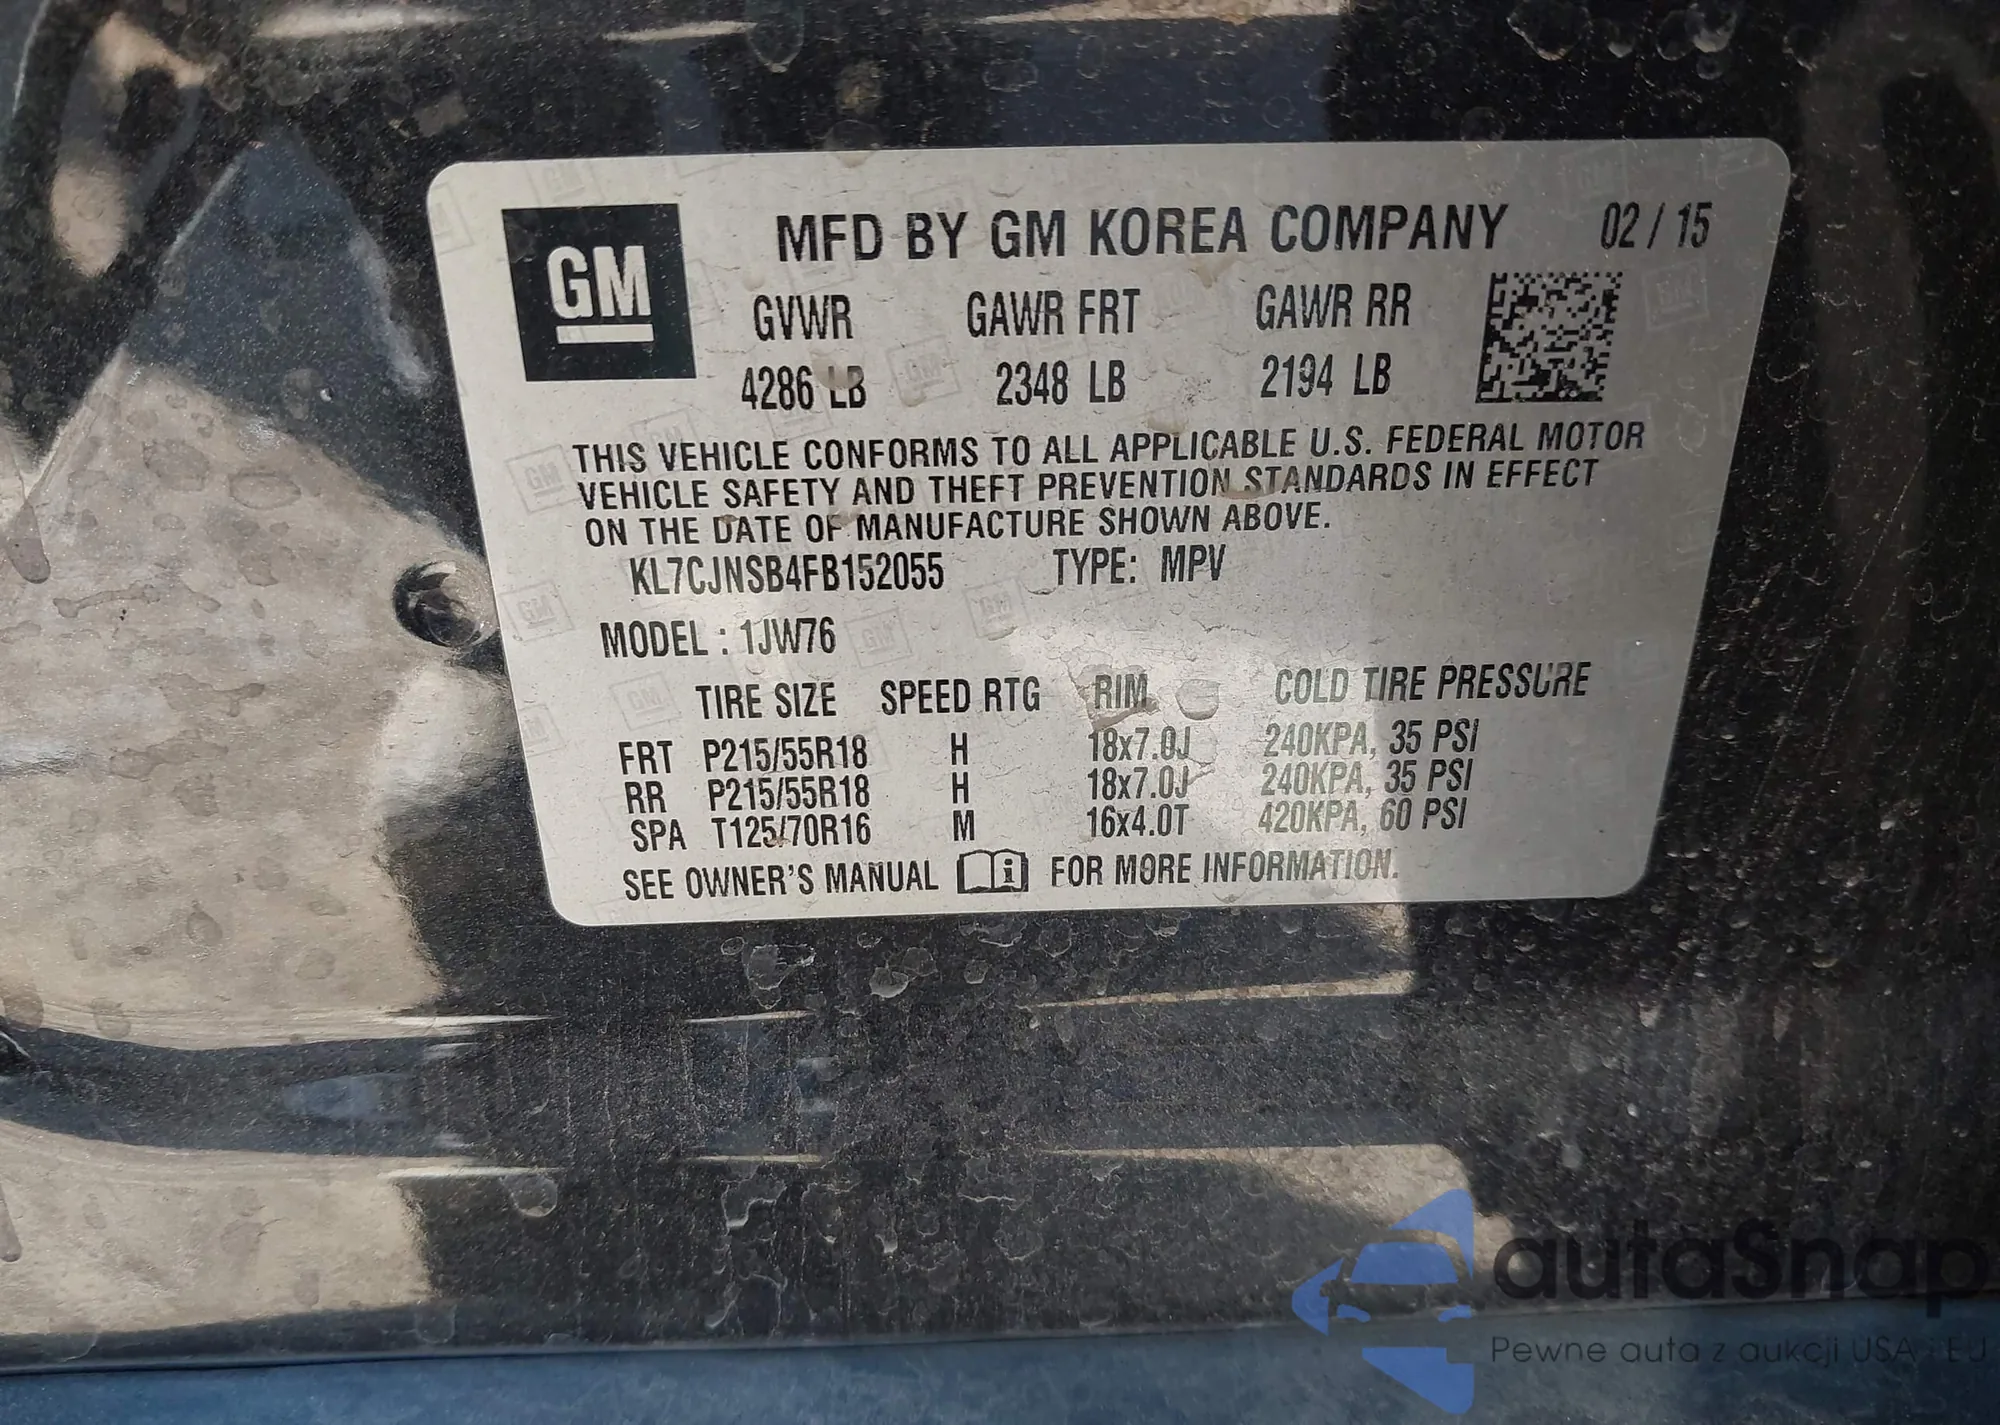 GM
MFD BY GM KOREA COMPANY 02 / 15
GVWR GAWR FRT GAWR RR
4286 LB 2348 LB 2194 LB
THIS VEHICLE CONFORMS TO ALL APPLICABLE U.S. FEDERAL MOTOR
VEHICLE SAFETY AND THEFT PREVENTION STANDARDS IN EFFECT
ON THE DATE OF MANUFACTURE SHOWN ABOVE.
KL7CJNSB4FB152055 TYPE: MPV
MODEL : 1JW76
TIRE SIZE SPEED RTG RIM COLD TIRE PRESSURE
FRT P215/55R18 H 18x7.0J 240KPA, 35 PSI
RR P215/55R18 H 18x7.0J 240KPA, 35 PSI
SPA T125/70R16 M 16x4.0T 420KPA, 60 PSI
SEE OWNER'S MANUAL i FOR MORE INFORMATION.
autaSnap
Pewne auta z aukcji USA i EU